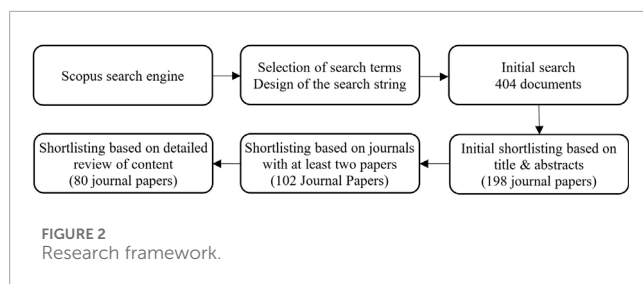 Scopus search engine
Selection of search terms
Design of the search string
Initial search
404 documents
Initial shortlisting based on
title & abstracts
(198 journal papers)
Shortlisting based on journals
with at least two papers
(102 Journal Papers)
Shortlisting based on detailed
review of content
(80 journal papers)
FIGURE 2
Research framework.